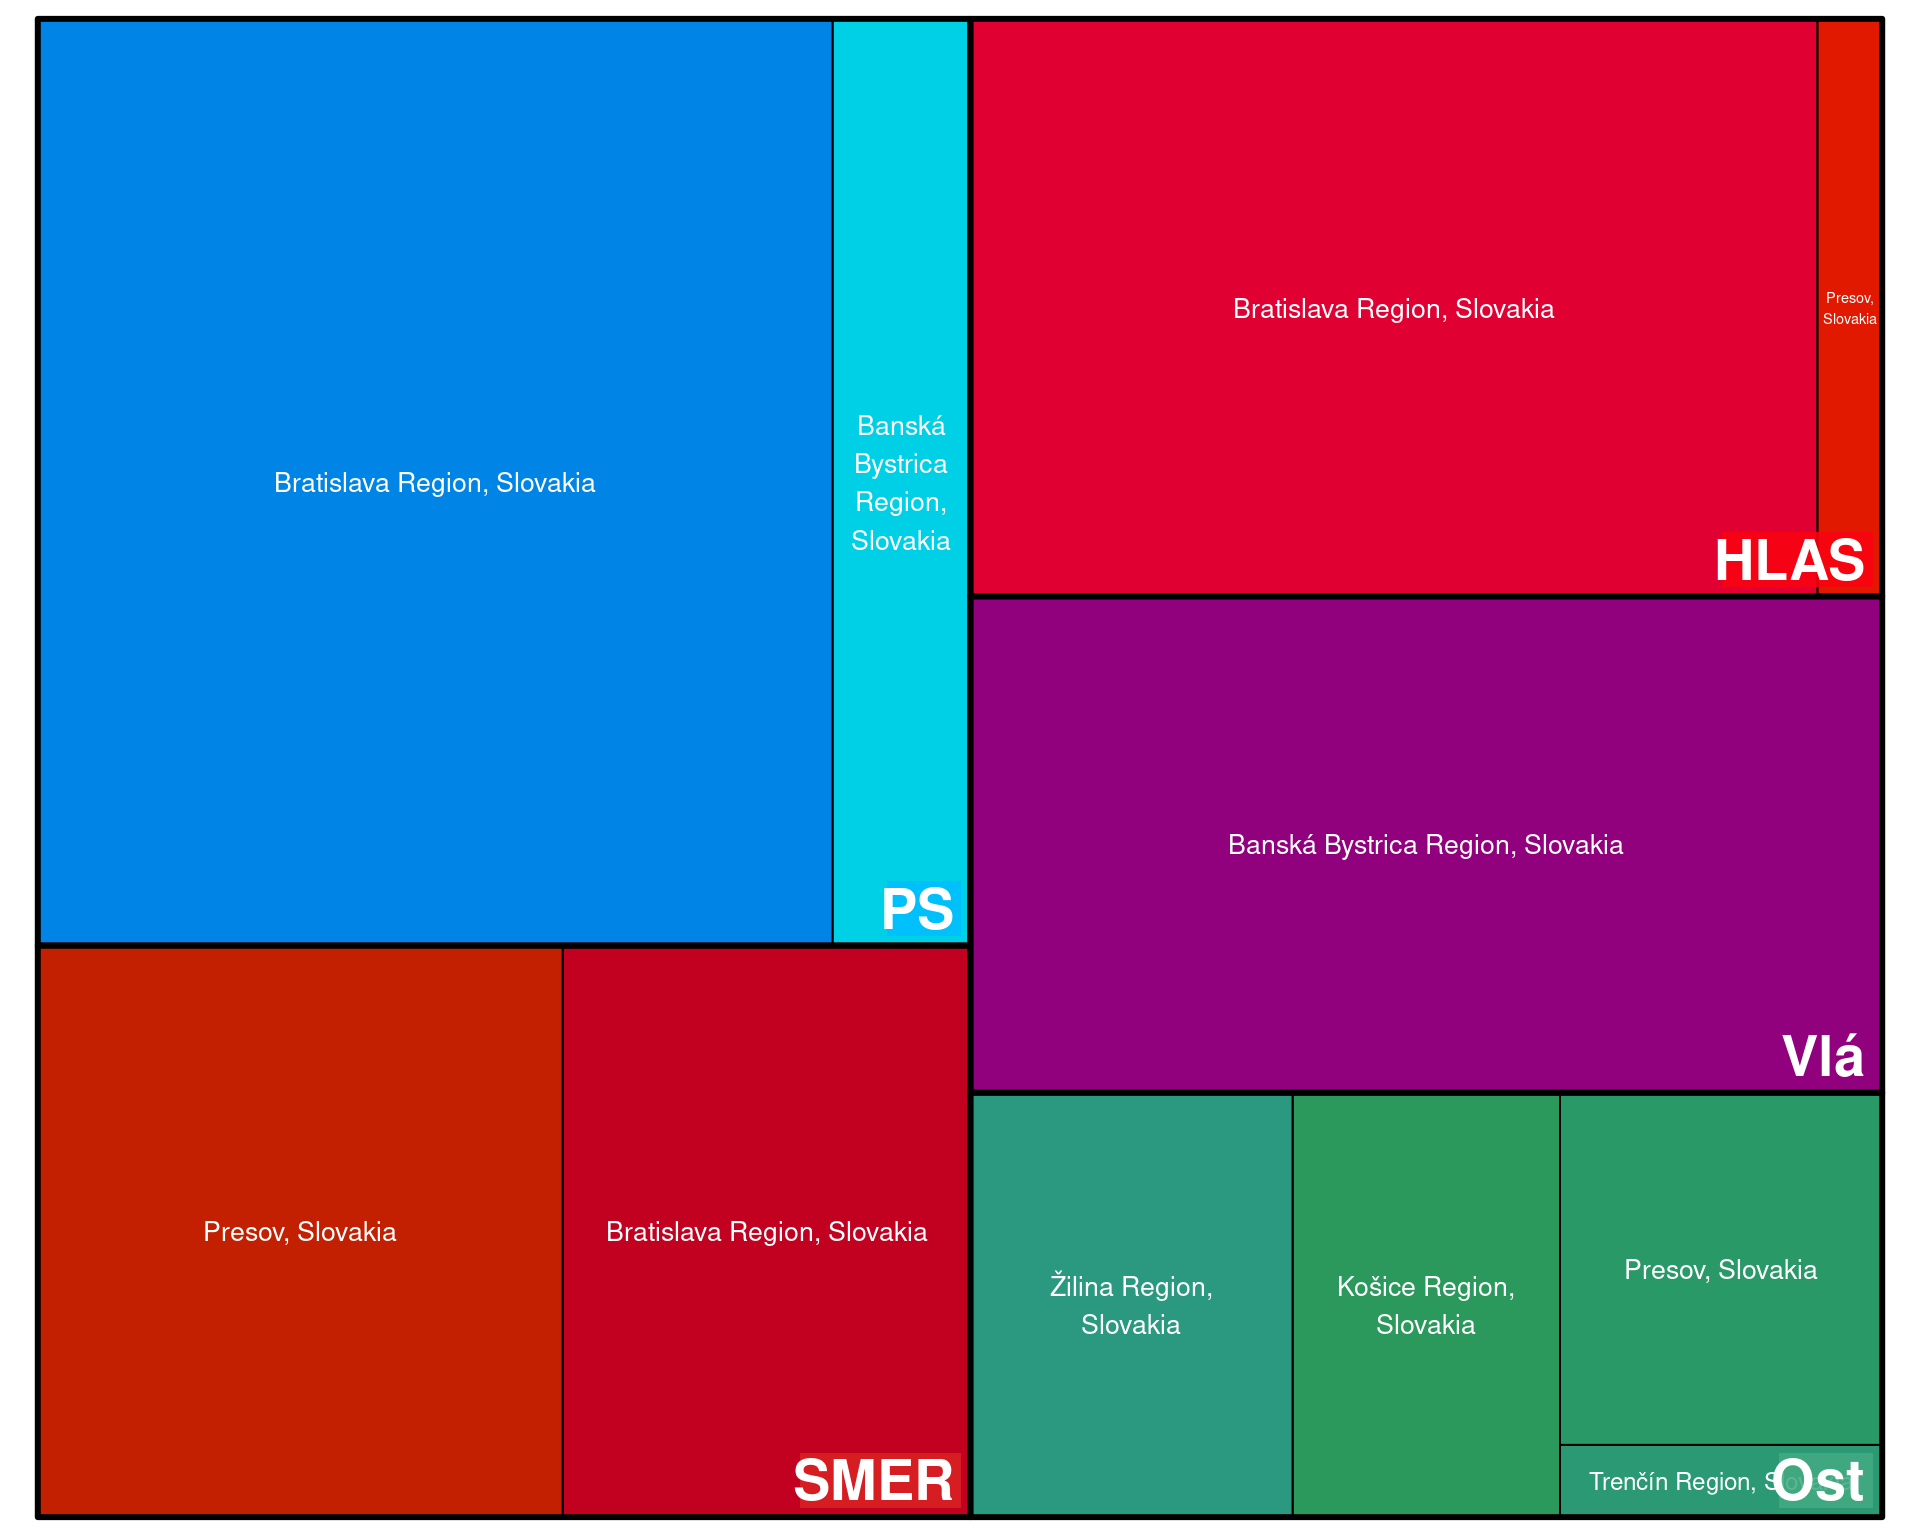 Bratislava Region, Slovakia
Banská
Bystrica
Region,
Slovakia
PS
Bratislava Region, Slovakia
Presov,
Slovakia
HLAS
Banská Bystrica Region, Slovakia
Vlá
Presov, Slovakia
Bratislava Region, Slovakia
SMER
Žilina Region,
Slovakia
Košice Region,
Slovakia
Presov, Slovakia
Trenčín Region,
Ost